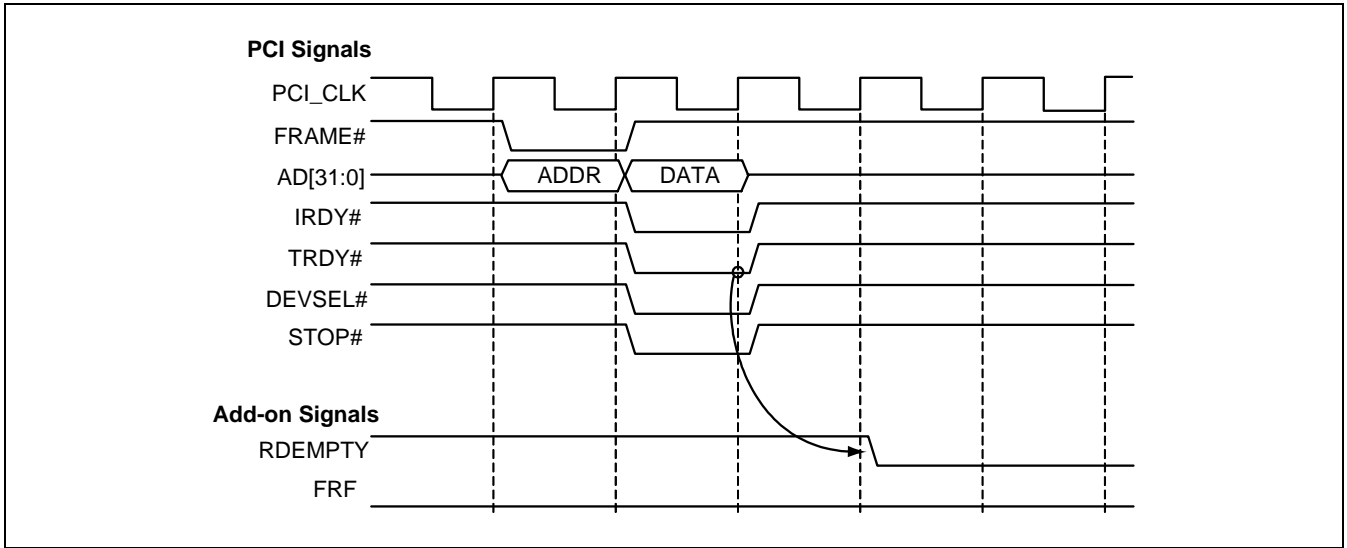 PCI Signals
PCI_CLK
FRAME#
AD[31:0] ADDR DATA
IRDY#
TRDY#
DEVSEL#
STOP#
Add-on Signals
RDEMPTY
FRF